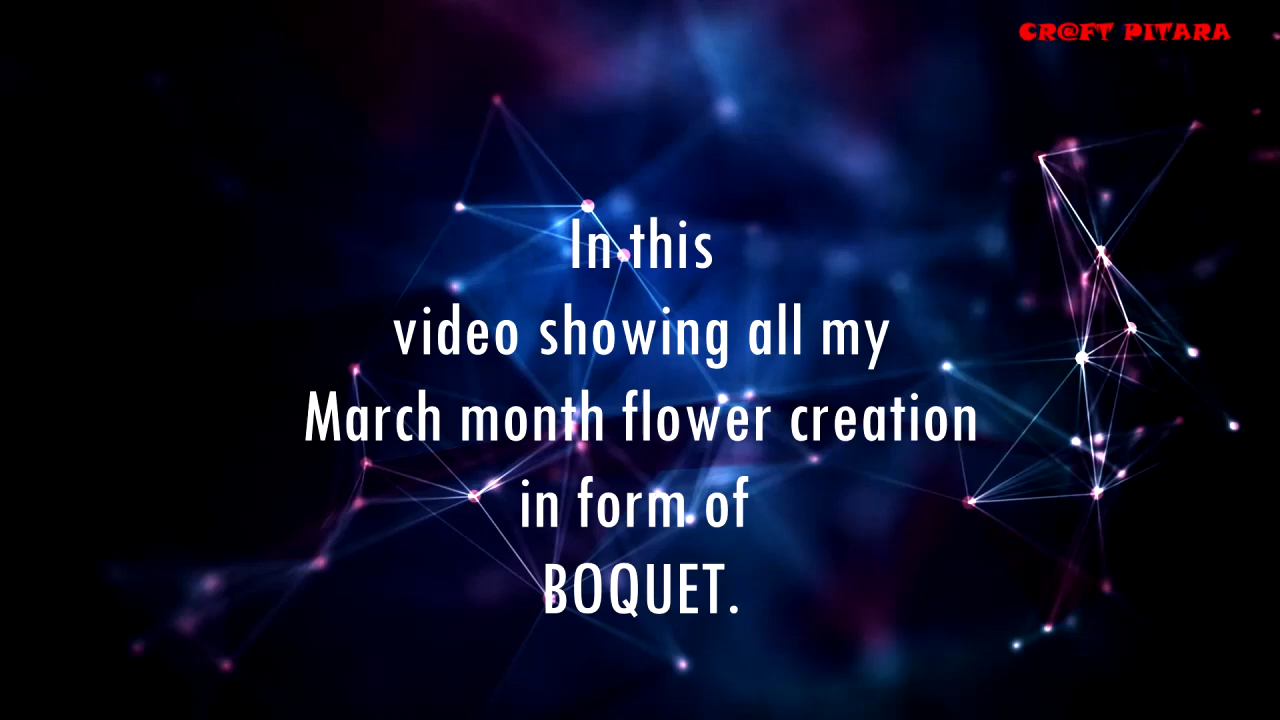 CR@FT PITARA
In this
video showing all my
March month flower creation
in form of
BOQUET.